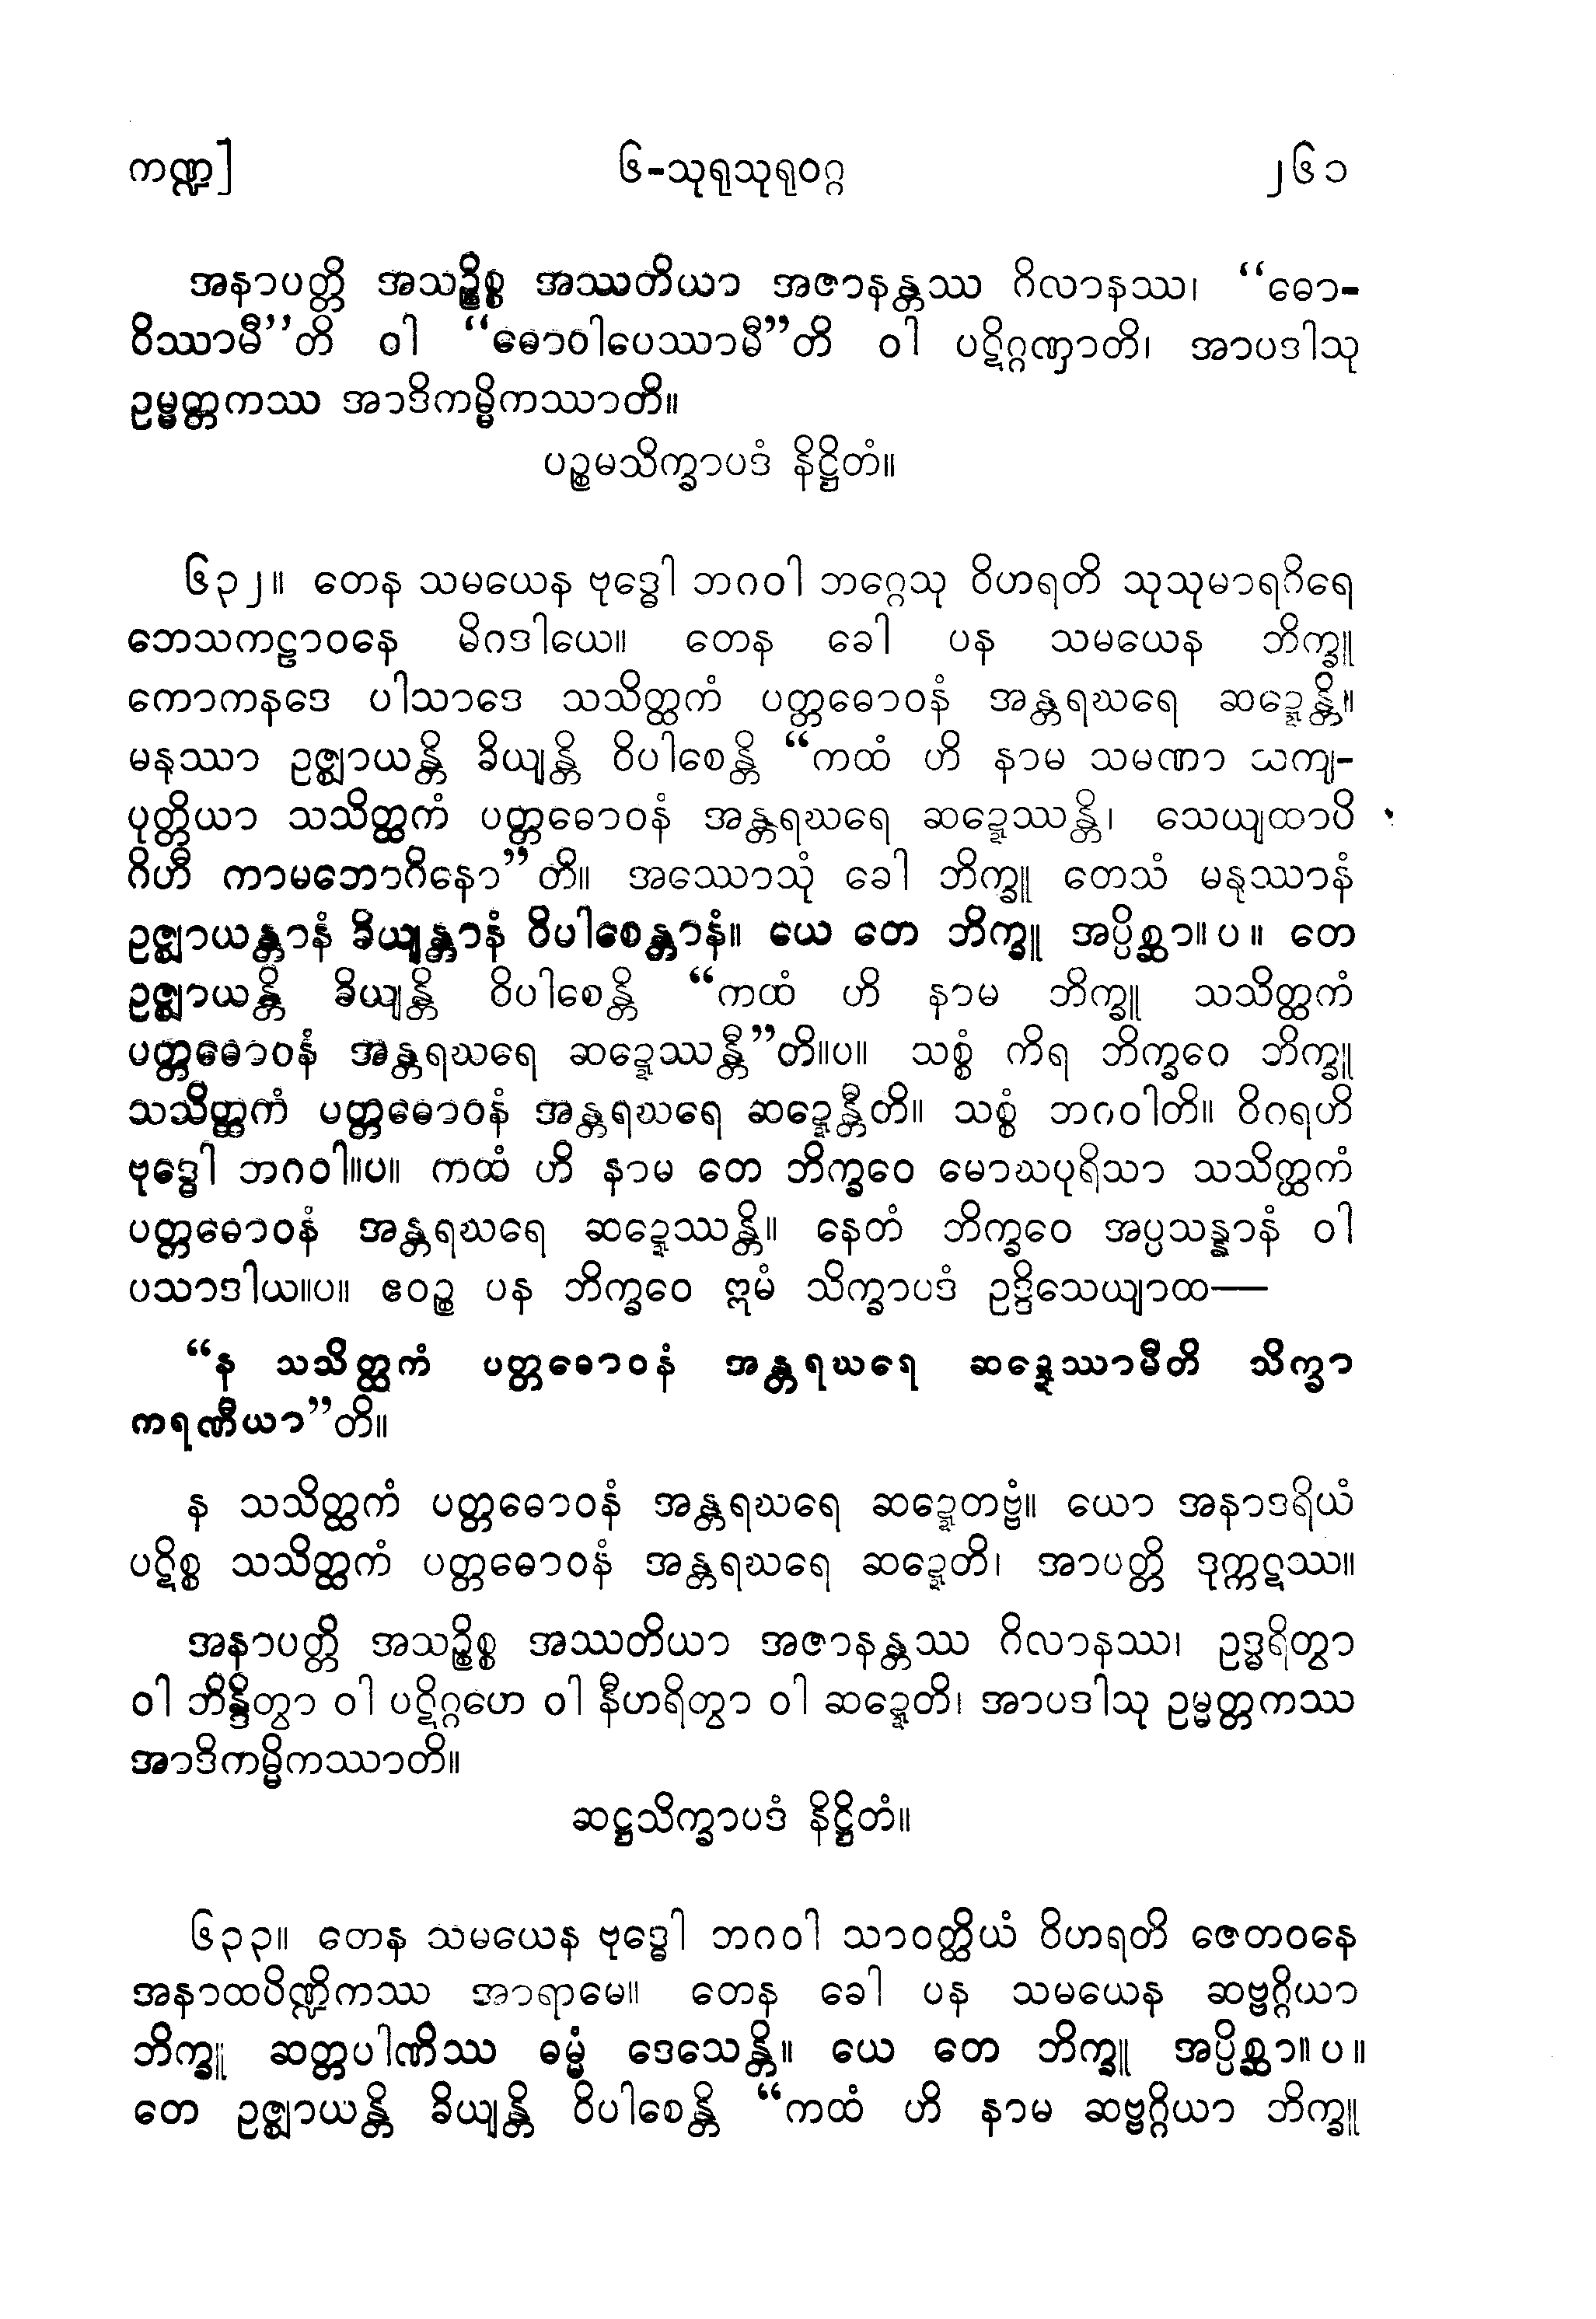 ကဏ္ဍ] ၆-သုရုသုရုဝဂ္ဂ ၂၆၁
အနာပတ္တိ အသဉ္စိစ္စ အဿတိယာ အဇာနန္တဿ ဂိလာနဿ၊ “ဓော-
ဝိဿာမီ”တိ ဝါ “ဓောဝါပေဿာမီ”တိ ဝါ ပဋိဂ္ဂဏှာတိ၊ အာပဒါသု
ဥမ္မတ္တကဿ အာဒိကမ္မိကဿာတိ။
ပဉ္စမသိက္ခာပဒံ နိဋ္ဌိတံ။
၆၃၂။ တေန သမယေန ဗုဒ္ဓေါ ဘဂဝါ ဘဂ္ဂေသု ဝိဟရတိ သုသုမာရဂိရေ
ဘေသကဠာဝနေ မိဂဒါယေ။ တေန ခေါ ပန သမယေန ဘိက္ခူ
ကောကနဒေ ပါသာဒေ သသိတ္ထကံ ပတ္တဓောဝနံ အန္တရဃရေ ဆဍ္ဍေန္တိ။
မနုဿာ ဥဇ္ဈာယန္တိ ခိယျန္တိ ဝိပါစေန္တိ “ကထံ ဟိ နာမ သမဏာ သကျ-
ပုတ္တိယာ သသိတ္ထကံ ပတ္တဓောဝနံ အန္တရဃရေ ဆဍ္ဍေဿန္တိ၊ သေယျထာပိ
ဂိဟီ ကာမဘောဂိနော”တိ။ အဿောသုံ ခေါ ဘိက္ခူ တေသံ မနုဿာနံ
ဥဇ္ဈာယန္တာနံ ခိယျန္တာနံ ဝိပါစေန္တာနံ။ ယေ တေ ဘိက္ခူ အပ္ပိစ္ဆာ။ပ။ တေ
ဥဇ္ဈာယန္တိ ခိယျန္တိ ဝိပါစေန္တိ “ကထံ ဟိ နာမ ဘိက္ခူ သသိတ္ထကံ
ပတ္တဓောဝနံ အန္တရဃရေ ဆဍ္ဍေဿန္တီ”တိ။ပ။ သစ္စံ ကိရ ဘိက္ခဝေ ဘိက္ခူ
သသိတ္ထကံ ပတ္တဓောဝနံ အန္တရဃရေ ဆဍ္ဍေန္တီတိ။ သစ္စံ ဘဂဝါတိ။ ဝိဂရဟိ
ဗုဒ္ဓေါ ဘဂဝါ။ပ။ ကထံ ဟိ နာမ တေ ဘိက္ခဝေ မောဃပုရိသာ သသိတ္ထကံ
ပတ္တဓောဝနံ အန္တရဃရေ ဆဍ္ဍေဿန္တိ။ နေတံ ဘိက္ခဝေ အပ္ပသန္နာနံ ဝါ
ပသာဒါယ။ပ။ ဧဝဉ္စ ပန ဘိက္ခဝေ ဣမံ သိက္ခာပဒံ ဥဒ္ဒိသေယျာထ—
“န သသိတ္ထကံ ပတ္တဓောဝနံ အန္တရဃရေ ဆဍ္ဍေဿာမီတိ သိက္ခာ
ကရဏီယာ”တိ။
န သသိတ္ထကံ ပတ္တဓောဝနံ အန္တရဃရေ ဆဍ္ဍေတဗ္ဗံ။ ယော အနာဒရိယံ
ပဋိစ္စ သသိတ္ထကံ ပတ္တဓောဝနံ အန္တရဃရေ ဆဍ္ဍေတိ၊ အာပတ္တိ ဒုက္ကဋဿ။
အနာပတ္တိ အသဉ္စိစ္စ အဿတိယာ အဇာနန္တဿ ဂိလာနဿ၊ ဥဒ္ဓရိတွာ
ဝါ ဘိန္ဒိတွာ ဝါ ပဋိဂ္ဂဟေ ဝါ နီဟရိတွာ ဝါ ဆဍ္ဍေတိ၊ အာပဒါသု ဥမ္မတ္တကဿ
အာဒိကမ္မိကဿာတိ။
ဆဋ္ဌသိက္ခာပဒံ နိဋ္ဌိတံ။
၆၃၃။ တေန သမယေန ဗုဒ္ဓေါ ဘဂဝါ သာဝတ္ထိယံ ဝိဟရတိ ဇေတဝနေ
အနာထပိဏ္ဍိကဿ အာရာမေ။ တေန ခေါ ပန သမယေန ဆဗ္ဗဂ္ဂိယာ
ဘိက္ခူ ဆတ္တပါဏိဿ ဓမ္မံ ဒေသေန္တိ။ ယေ တေ ဘိက္ခူ အပ္ပိစ္ဆာ။ပ။
တေ ဥဇ္ဈာယန္တိ ခိယျန္တိ ဝိပါစေန္တိ “ကထံ ဟိ နာမ ဆဗ္ဗဂ္ဂိယာ ဘိက္ခူ